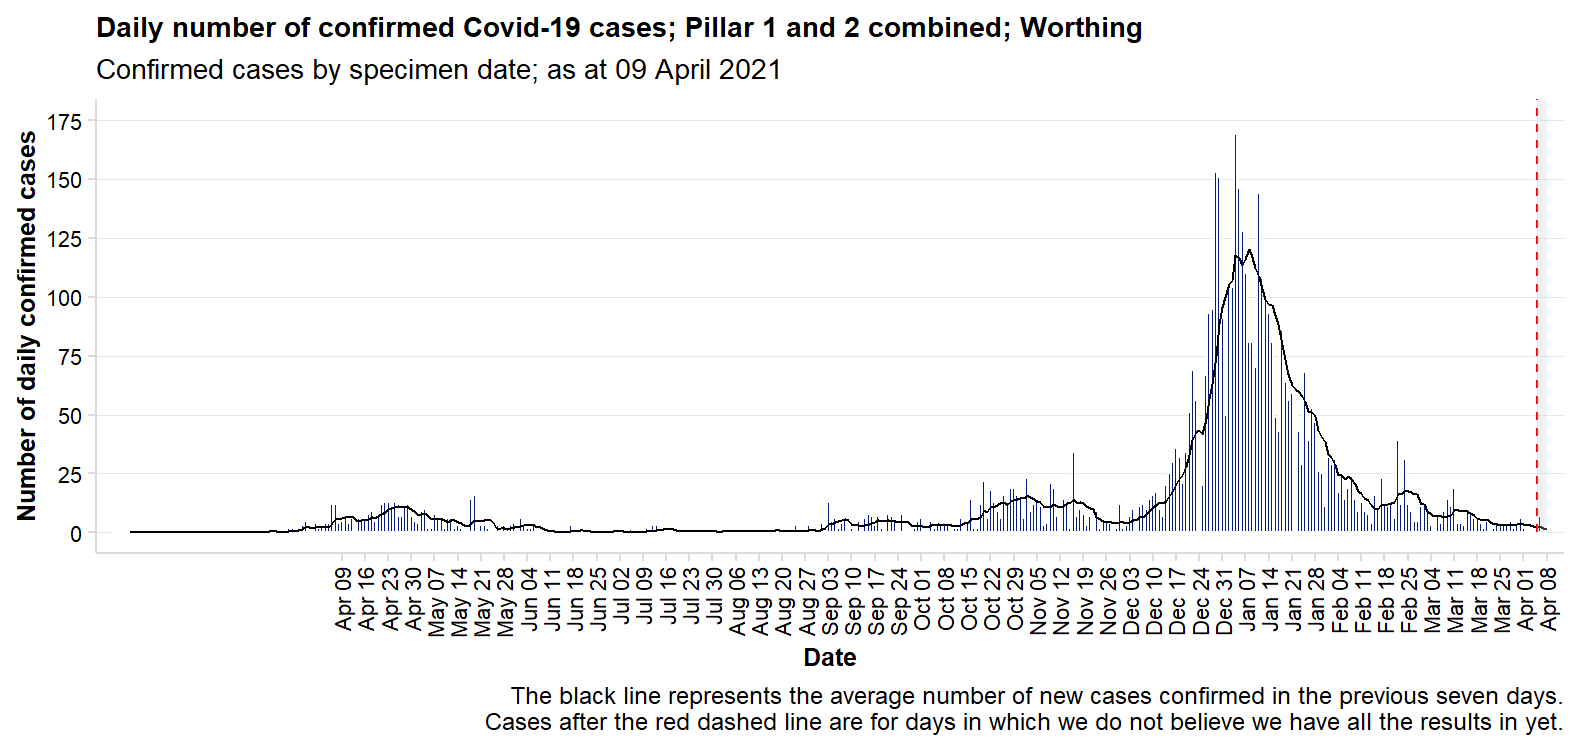 Daily number of confirmed Covid-19 cases; Pillar 1 and 2 combined; Worthing
Confirmed cases by specimen date; as at 09 April 2021
Number of daily confirmed cases
175
150
125
100
75
50
25
0
Apr 09
Apr 16
Apr 23
Apr 30
May 07
May 14
May 21
May 28
Jun 04
Jun 11
Jun 18
Jun 25
Jul 02
Jul 09
Jul 16
Jul 23
Jul 30
Aug 06
Aug 13
Aug 20
Aug 27
Sep 03
Sep 10
Sep 17
Sep 24
Oct 01
Oct 08
Oct 15
Oct 22
Oct 29
Nov 05
Nov 12
Nov 19
Nov 26
Dec 03
Dec 10
Dec 17
Dec 24
Dec 31
Jan 07
Jan 14
Jan 21
Jan 28
Feb 04
Feb 11
Feb 18
Feb 25
Mar 04
Mar 11
Mar 18
Mar 25
Apr 01
Apr 08
Date
The black line represents the average number of new cases confirmed in the previous seven days.
Cases after the red dashed line are for days in which we do not believe we have all the results in yet.